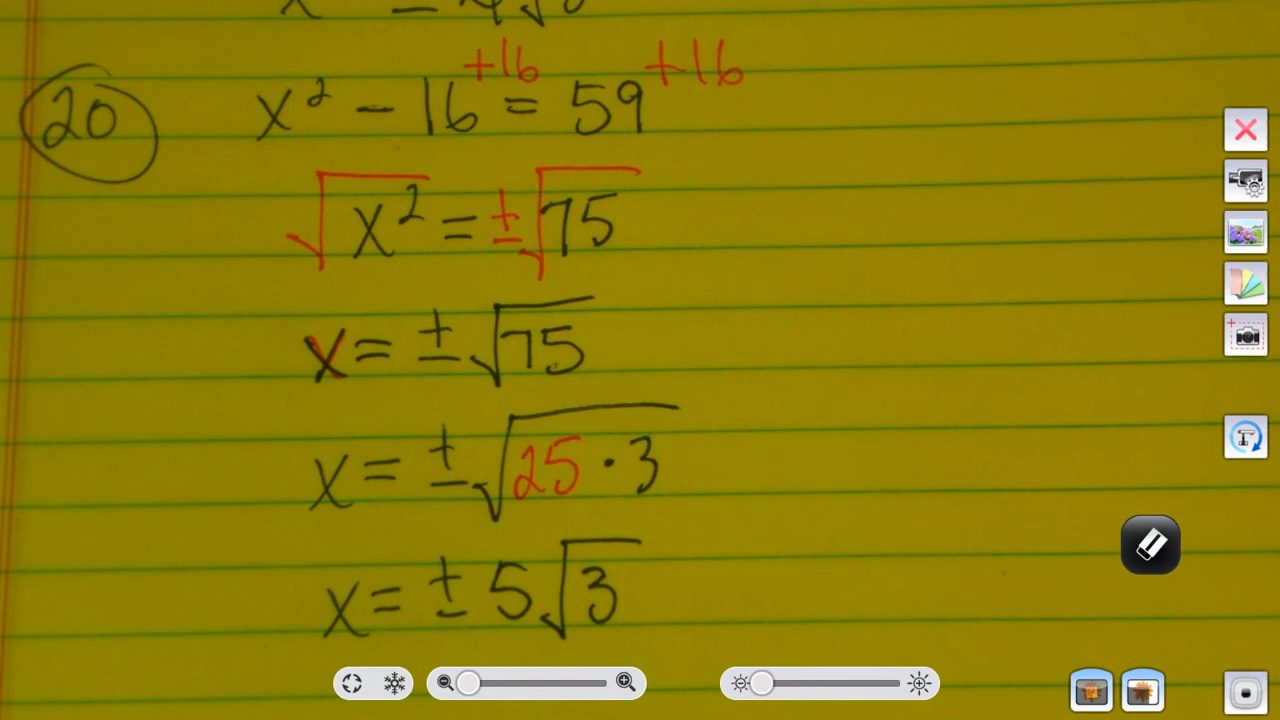 +16 +16
20 x² - 16 = 59
√x² = ±√75
x = ±√75
x = ±√25 · 3
x = ±5√3